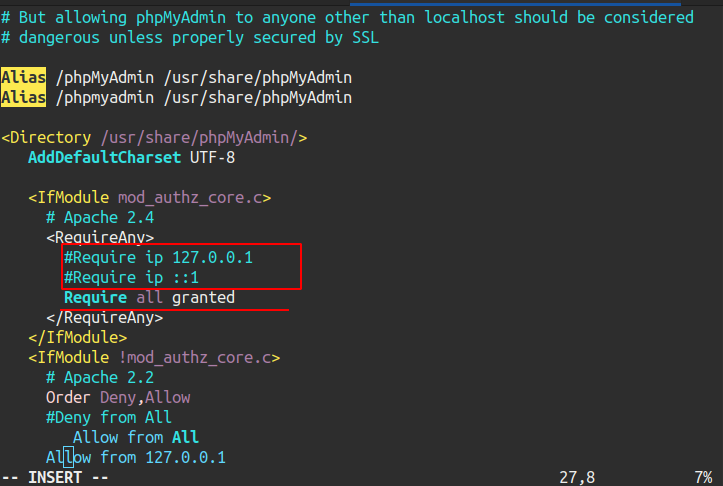 # But allowing phpMyAdmin to anyone other than localhost should be considered
# dangerous unless properly secured by SSL
Alias /phpMyAdmin /usr/share/phpMyAdmin
Alias /phpmyadmin /usr/share/phpMyAdmin
<Directory /usr/share/phpMyAdmin/>
   AddDefaultCharset UTF-8
   <IfModule mod_authz_core.c>
     # Apache 2.4
     <RequireAny>
       #Require ip 127.0.0.1
       #Require ip ::1
       Require all granted
     </RequireAny>
   </IfModule>
   <IfModule !mod_authz_core.c>
     # Apache 2.2
     Order Deny,Allow
     #Deny from All
        Allow from All
     Allow from 127.0.0.1
-- INSERT -- 27,8 7%